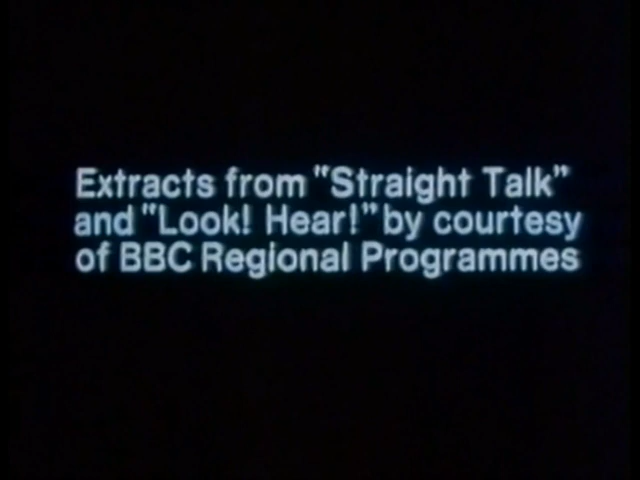 Extracts from "Straight Talk"
and "Look! Hear!" by courtesy
of BBC Regional Programmes